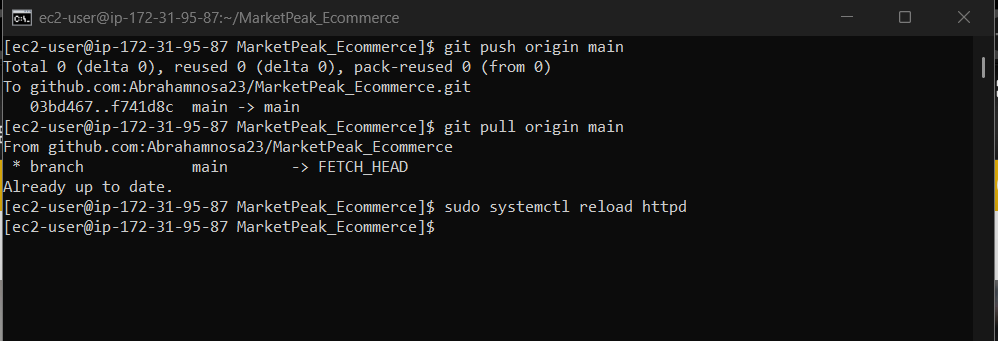 ec2-user@ip-172-31-95-87:~/MarketPeak_Ecommerce
[ec2-user@ip-172-31-95-87 MarketPeak_Ecommerce]$ git push origin main
Total 0 (delta 0), reused 0 (delta 0), pack-reused 0 (from 0)
To github.com:Abrahamnosa23/MarketPeak_Ecommerce.git
   03bd467..f741d8c  main -> main
[ec2-user@ip-172-31-95-87 MarketPeak_Ecommerce]$ git pull origin main
From github.com:Abrahamnosa23/MarketPeak_Ecommerce
 * branch            main       -> FETCH_HEAD
Already up to date.
[ec2-user@ip-172-31-95-87 MarketPeak_Ecommerce]$ sudo systemctl reload httpd
[ec2-user@ip-172-31-95-87 MarketPeak_Ecommerce]$